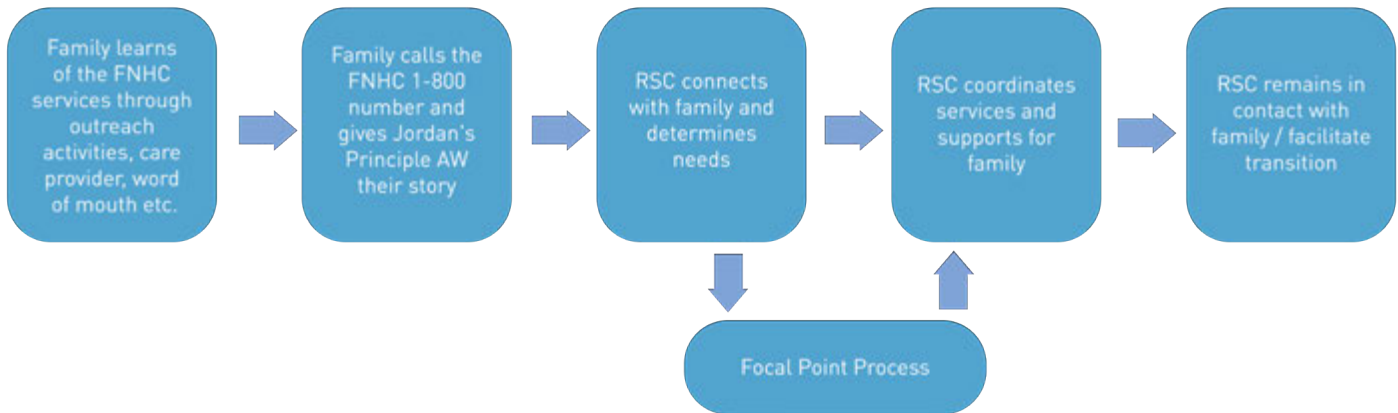 Family learns
of the FNHC
services through
outreach
activities, care
provider, word
of mouth etc.
Family calls the
FNHC 1-800
number and
gives Jordan's
Principle AW
their story
RSC connects
with family and
determines
needs
RSC coordinates
services and
supports for
family
RSC remains in
contact with
family / facilitate
transition
Focal Point Process